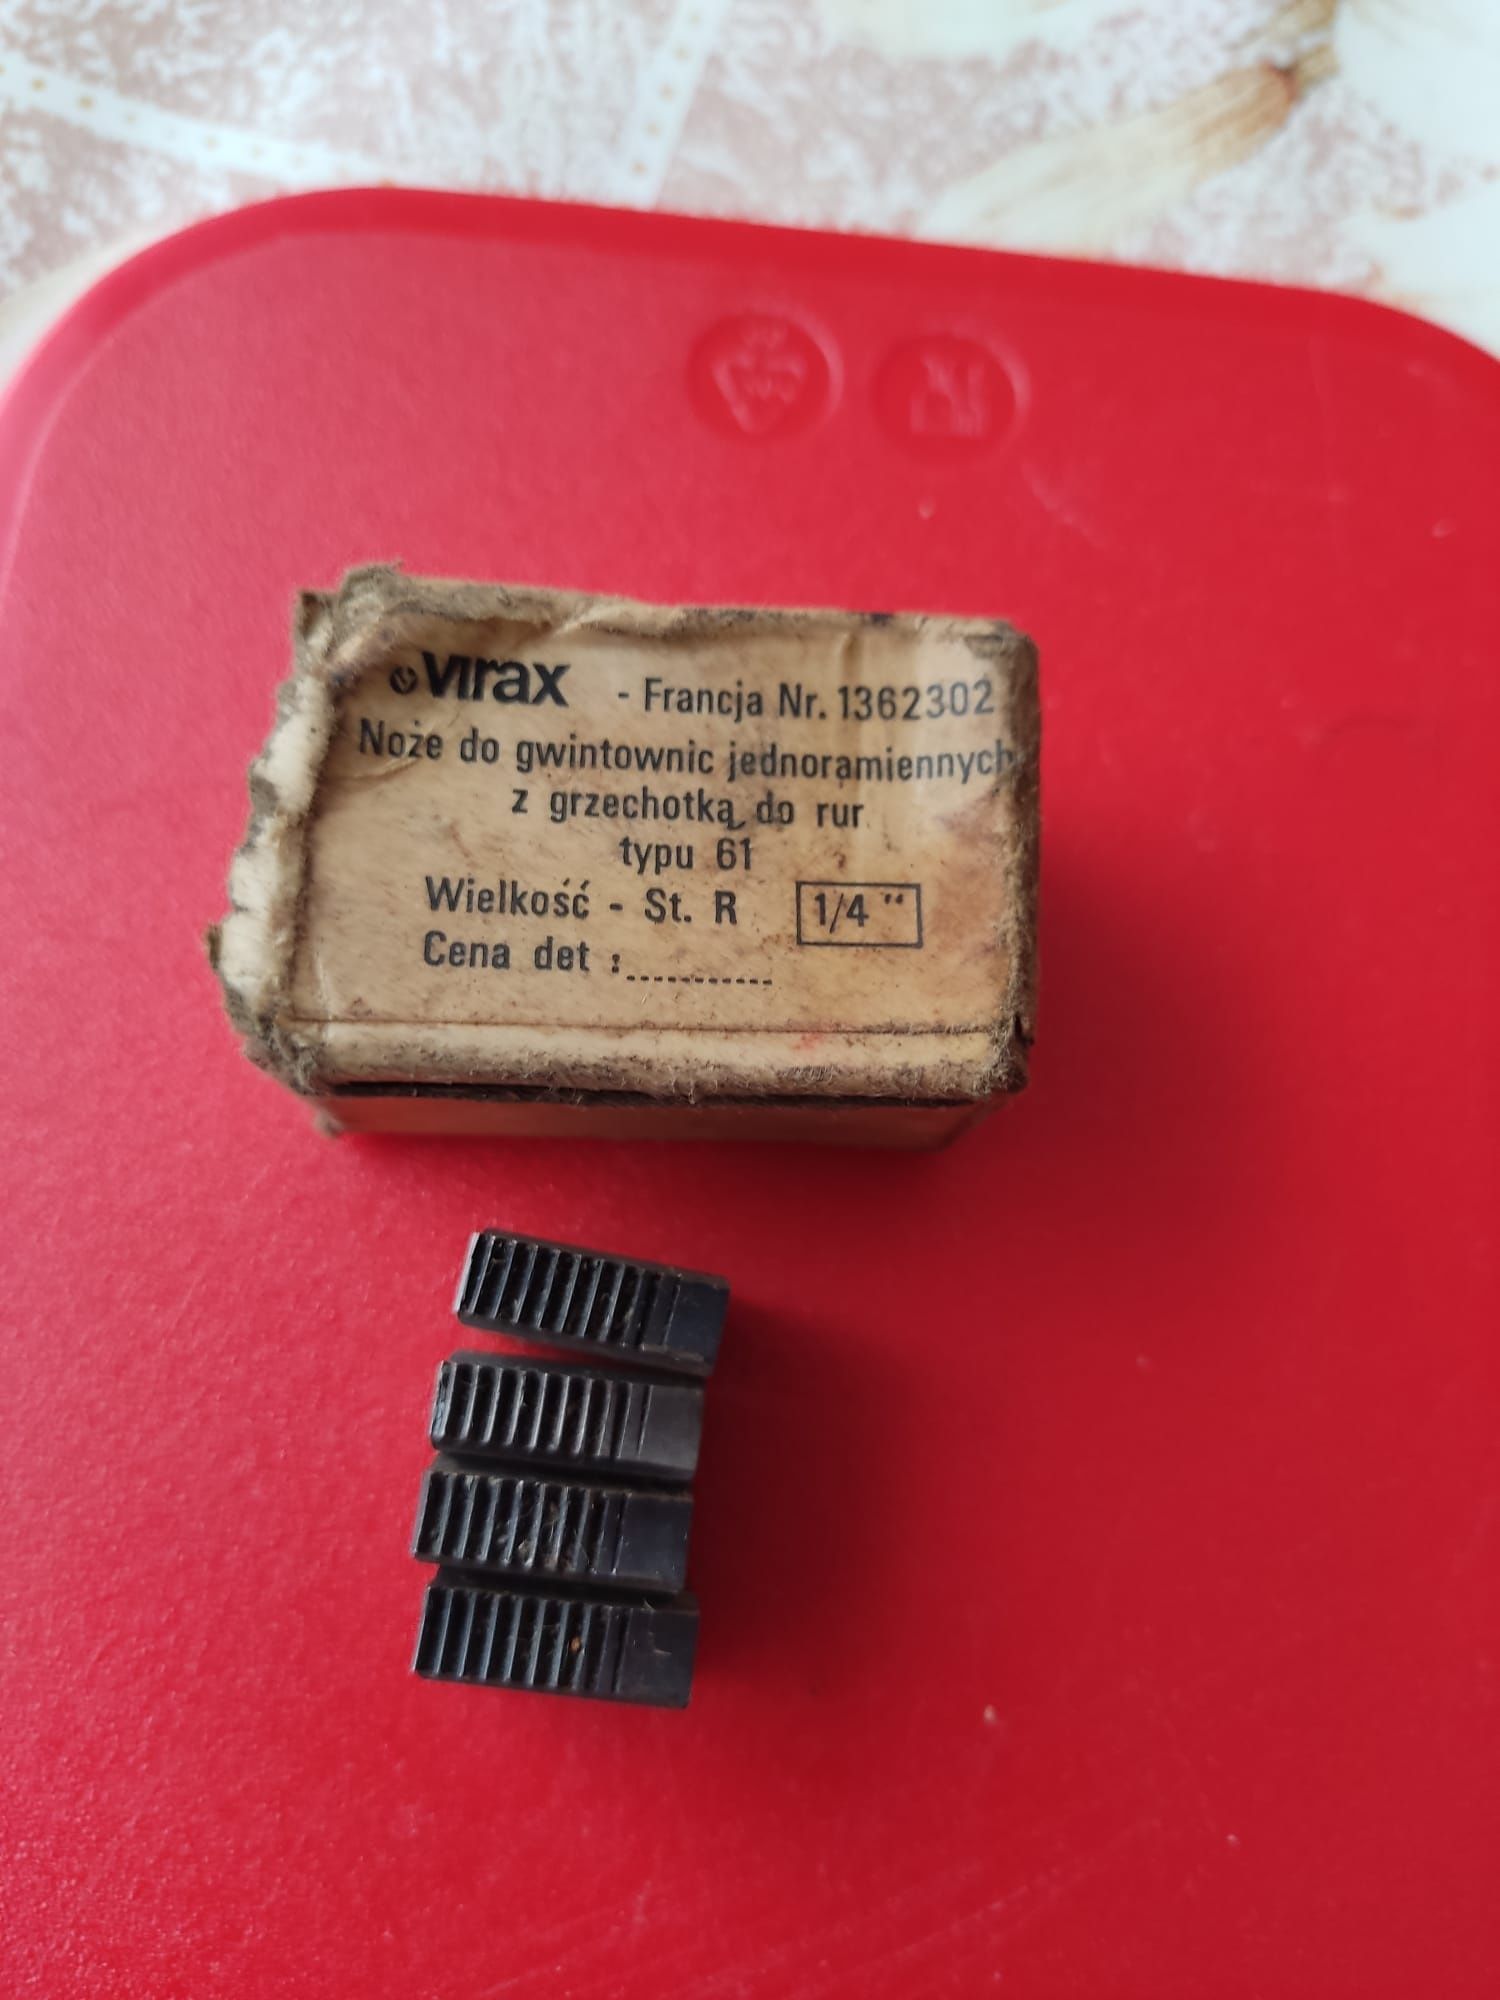 virax - Francja Nr. 1362302
Noże do gwintownic jednoramiennych
z grzechotką do rur
typu 61
Wielkość - St. R 1/4 "
Cena det :...........